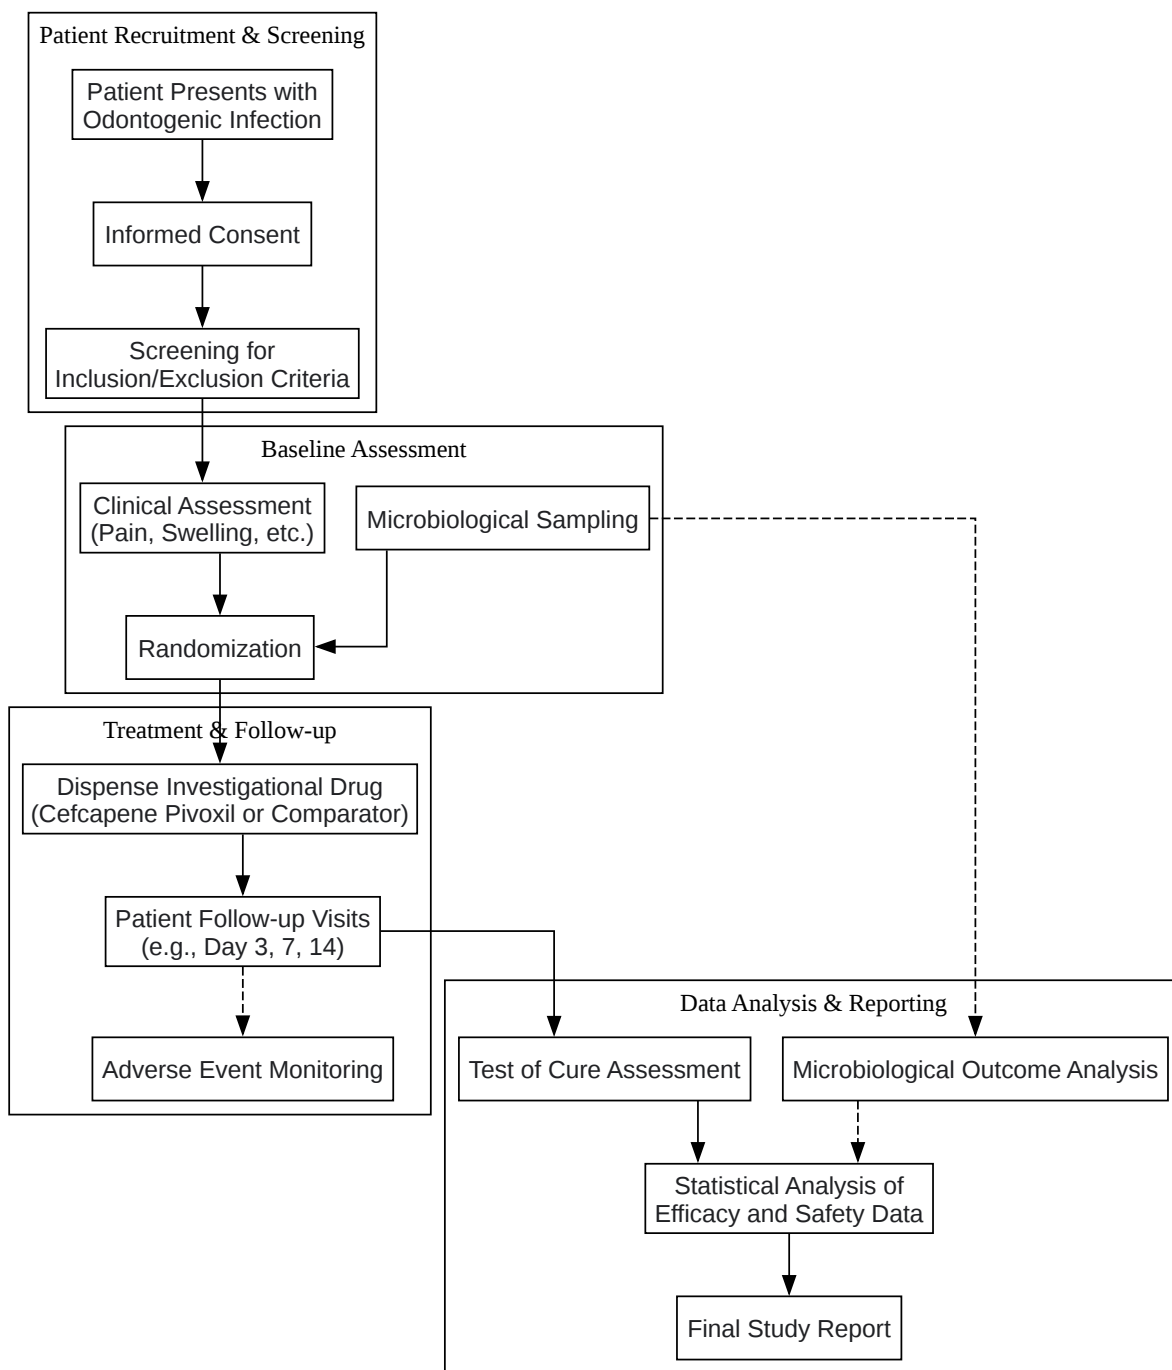 Patient Recruitment & Screening
Patient Presents with
Odontogenic Infection
Informed Consent
Screening for
Inclusion/Exclusion Criteria
Baseline Assessment
Clinical Assessment
(Pain, Swelling, etc.)
Microbiological Sampling
Randomization
Treatment & Follow-up
Dispense Investigational Drug
(Cefcapene Pivoxil or Comparator)
Patient Follow-up Visits
(e.g., Day 3, 7, 14)
Adverse Event Monitoring
Data Analysis & Reporting
Test of Cure Assessment
Microbiological Outcome Analysis
Statistical Analysis of
Efficacy and Safety Data
Final Study Report